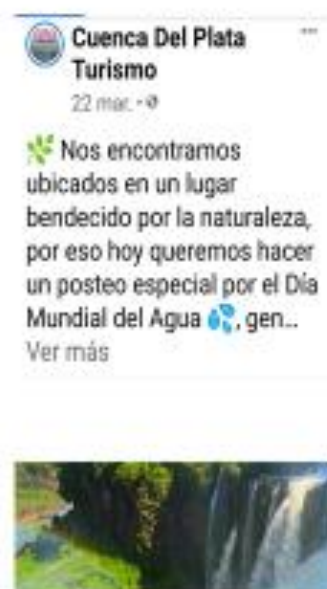 Cuenca Del Plata
Turismo
22 mar. •
🌿 Nos encontramos
ubicados en un lugar
bendecido por la naturaleza,
por eso hoy queremos hacer
un posteo especial por el Día
Mundial del Agua 💦, gen...
Ver más